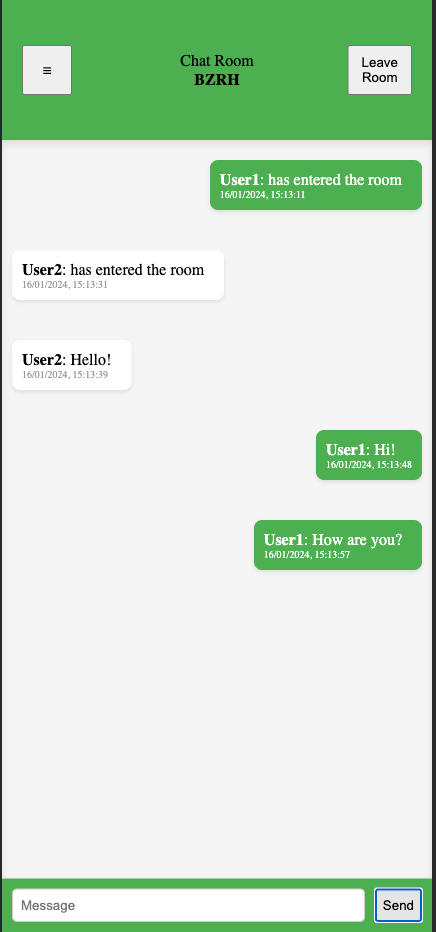 ≡
Chat Room
BZRH
Leave
Room
User1: has entered the room
16/01/2024, 15:13:11
User2: has entered the room
16/01/2024, 15:13:31
User2: Hello!
16/01/2024, 15:13:39
User1: Hi!
16/01/2024, 15:13:48
User1: How are you?
16/01/2024, 15:13:57
Message
Send